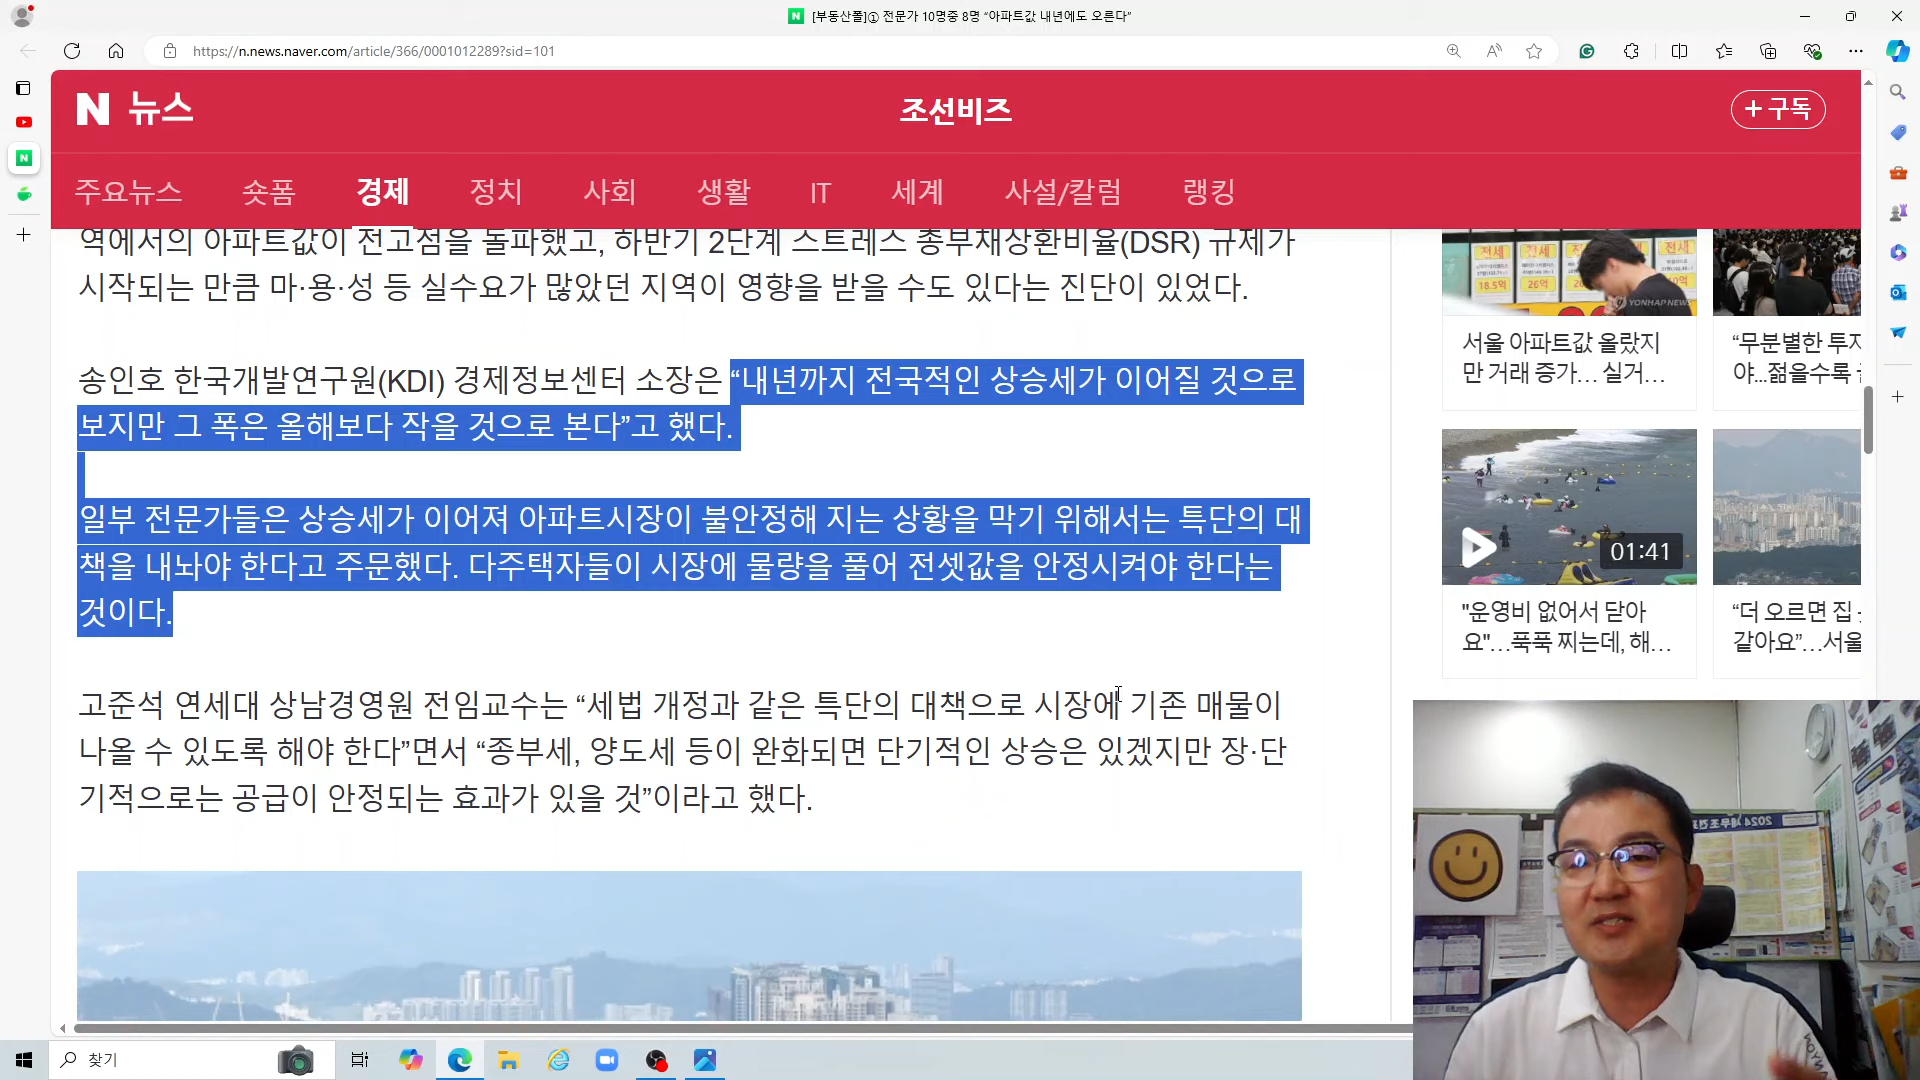 [부동산폴]① 전문가 10명중 8명 “아파트값 내년에도 오른다”
https://n.news.naver.com/article/366/0001012289?sid=101
N 뉴스
조선비즈
+ 구독
주요뉴스 숏폼 경제 정치 사회 생활 IT 세계 사설/칼럼 랭킹
역에서의 아파트값이 전고점을 돌파했고, 하반기 2단계 스트레스 총부채상환비율(DSR) 규제가
시작되는 만큼 마·용·성 등 실수요가 많았던 지역이 영향을 받을 수도 있다는 진단이 있었다.
송인호 한국개발연구원(KDI) 경제정보센터 소장은 “내년까지 전국적인 상승세가 이어질 것으로
보지만 그 폭은 올해보다 작을 것으로 본다”고 했다.
일부 전문가들은 상승세가 이어져 아파트시장이 불안정해 지는 상황을 막기 위해서는 특단의 대
책을 내놔야 한다고 주문했다. 다주택자들이 시장에 물량을 풀어 전셋값을 안정시켜야 한다는
것이다.
고준석 연세대 상남경영원 전임교수는 “세법 개정과 같은 특단의 대책으로 시장에 기존 매물이
나올 수 있도록 해야 한다”면서 “종부세, 양도세 등이 완화되면 단기적인 상승은 있겠지만 장·단
기적으로는 공급이 안정되는 효과가 있을 것”이라고 했다.
전세 전세 전세
18.5억 26억
YONHAP NEWS
서울 아파트값 올랐지
만 거래 증가… 실거…
“무분별한 투자
야…젊을수록
01:41
"운영비 없어서 닫아
요"…푹푹 찌는데, 해…
“더 오르면 집
같아요”…서울
찾기